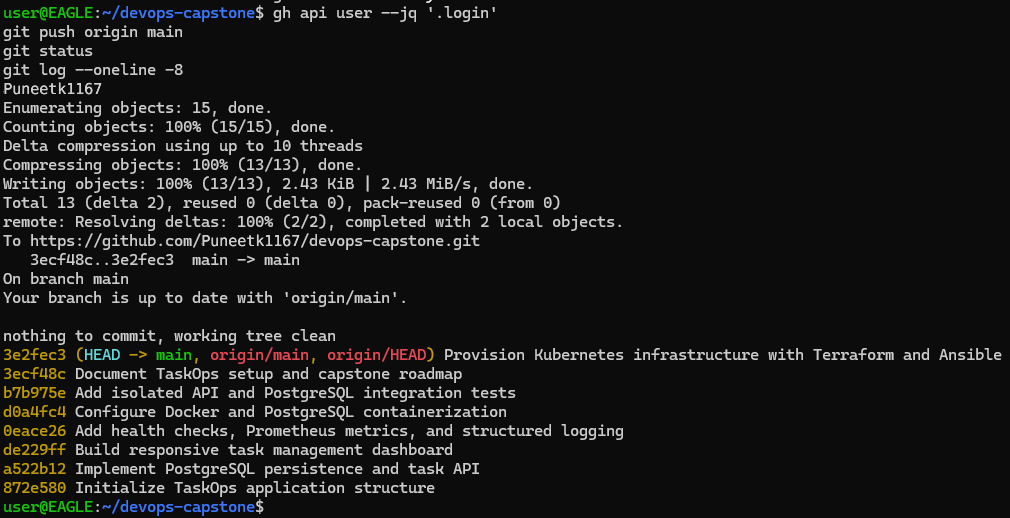 user@EAGLE:~/devops-capstone$ gh api user --jq '.login'
git push origin main
git status
git log --oneline -8
Puneetk1167
Enumerating objects: 15, done.
Counting objects: 100% (15/15), done.
Delta compression using up to 10 threads
Compressing objects: 100% (13/13), done.
Writing objects: 100% (13/13), 2.43 KiB | 2.43 MiB/s, done.
Total 13 (delta 2), reused 0 (delta 0), pack-reused 0 (from 0)
remote: Resolving deltas: 100% (2/2), completed with 2 local objects.
To https://github.com/Puneetk1167/devops-capstone.git
   3ecf48c..3e2fec3  main -> main
On branch main
Your branch is up to date with 'origin/main'.

nothing to commit, working tree clean
3e2fec3 (HEAD -> main, origin/main, origin/HEAD) Provision Kubernetes infrastructure with Terraform and Ansible
3ecf48c Document TaskOps setup and capstone roadmap
b7b975e Add isolated API and PostgreSQL integration tests
d0a4fc4 Configure Docker and PostgreSQL containerization
0eace26 Add health checks, Prometheus metrics, and structured logging
de229ff Build responsive task management dashboard
a522b12 Implement PostgreSQL persistence and task API
872e580 Initialize TaskOps application structure
user@EAGLE:~/devops-capstone$